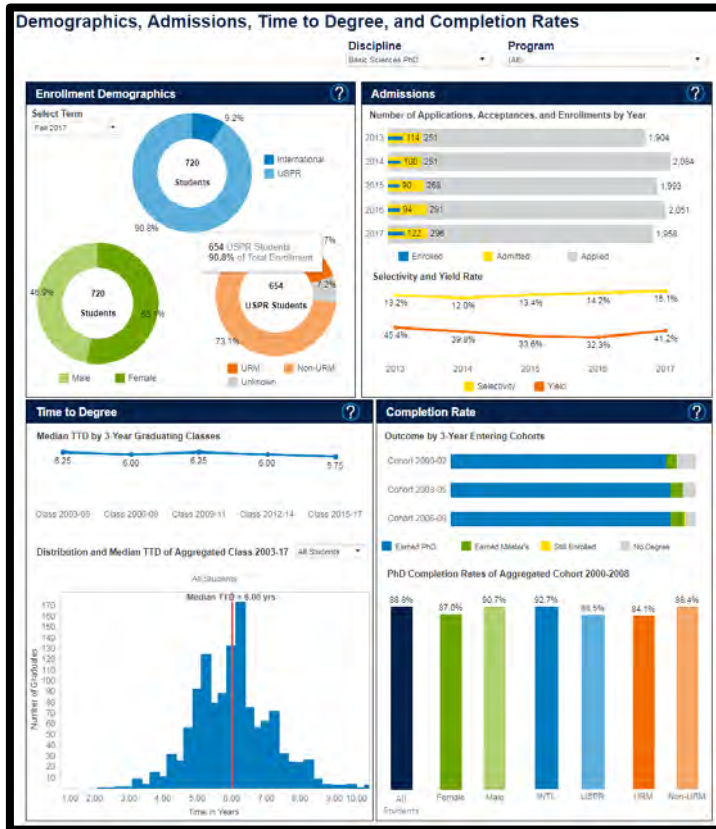 Demographics, Admissions, Time to Degree, and Completion Rates
Discipline
Program
Basic Sciences PhD
(All)
Enrollment Demographics
?
Select Term
Fall 2017
9.2%
720
Students
International
USPR
90.8%
654 USPR Students
90.8% of Total Enrollment
7%
7.2%
46.9%
720
Students
53.1%
654
USPR Students
73.1%
Male
Female
URM
Non-URM
Unknown
Admissions
?
Number of Applications, Acceptances, and Enrollments by Year
2013 114 251 1,904
2014 100 251 2,084
2015 90 268 1,993
2016 94 291 2,051
2017 122 296 1,958
Enrolled
Admitted
Applied
Selectivity and Yield Rate
13.2% 12.0% 13.4% 14.2% 15.1%
45.4% 39.8% 33.6% 32.3% 41.2%
2013 2014 2015 2016 2017
Selectivity
Yield
Time to Degree
?
Median TTD by 3-Year Graduating Classes
6.25 6.00 6.25 6.00 5.75
Class 2003-05 Class 2006-08 Class 2009-11 Class 2012-14 Class 2015-17
Distribution and Median TTD of Aggregated Class 2003-17
All Students
All Students
Median TTD = 6.00 yrs
Number of Graduates
170
160
150
140
130
120
110
100
90
80
70
60
50
40
30
20
10
1.00 2.00 3.00 4.00 5.00 6.00 7.00 8.00 9.00 10.00
Time in Years
Completion Rate
?
Outcome by 3-Year Entering Cohorts
Cohort 2000-02
Cohort 2003-05
Cohort 2006-08
Earned PhD
Earned Master's
Still Enrolled
No Degree
PhD Completion Rates of Aggregated Cohort 2000-2008
88.8% 87.0% 90.7% 92.7% 84.1% 88.4%
All Students
Female
Male
INTL
USPR
URM
Non-URM